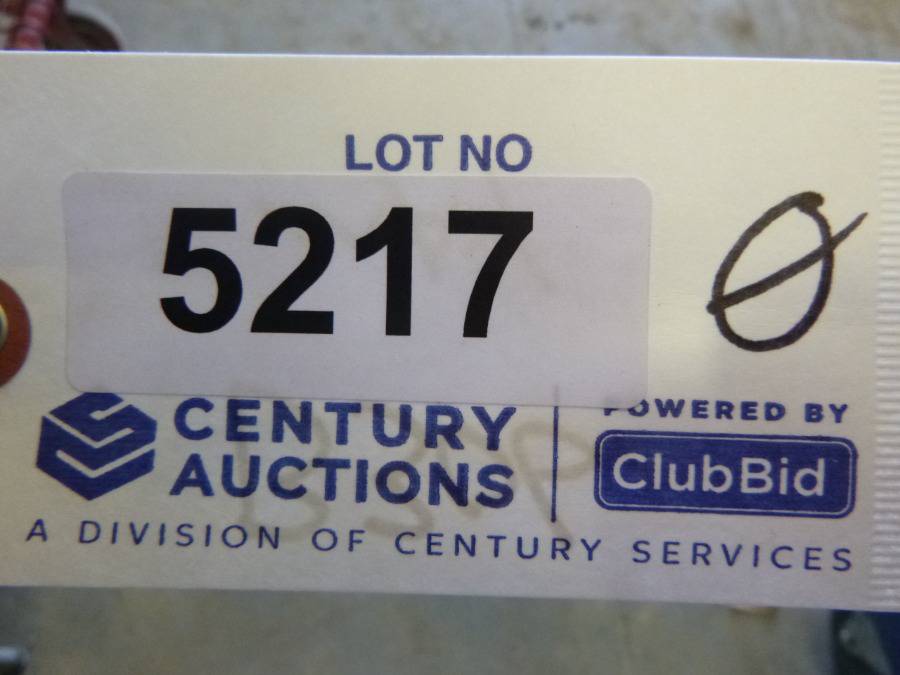 LOT NO
5217 Ø
CENTURY AUCTIONS
POWERED BY
ClubBid
A DIVISION OF CENTURY SERVICES